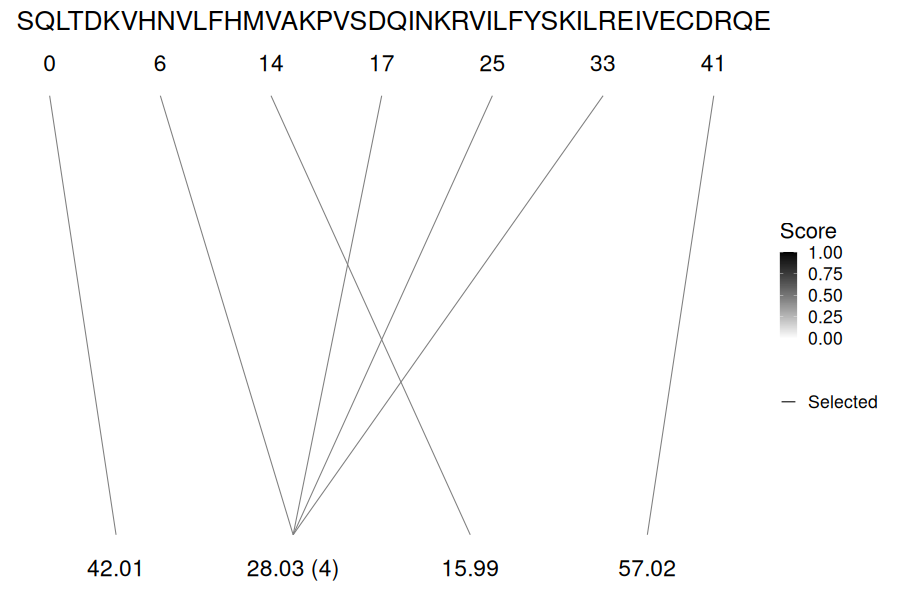 SQLTDKVHNVLFHMVAKPVSDQINKRVILFYSKILREIVECDRQE
0 6 14 17 25 33 41
Score
1.00
0.75
0.50
0.25
0.00
Selected
42.01 28.03 (4) 15.99 57.02